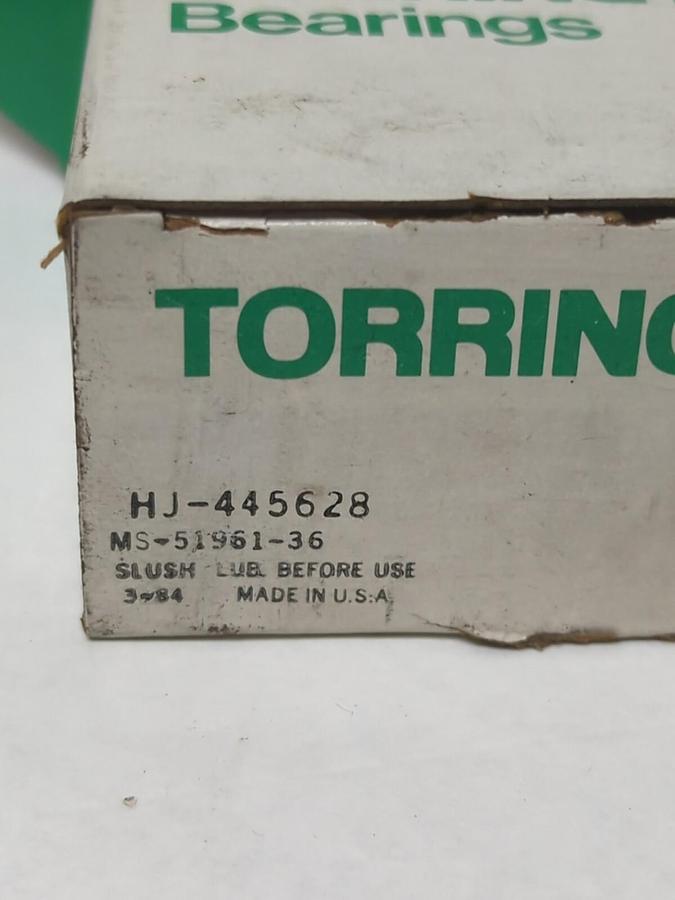 Bearings
TORRING
HJ-445628
MS-51961-36
SLUSH LUB. BEFORE USE
3-84 MADE IN U.S.A.